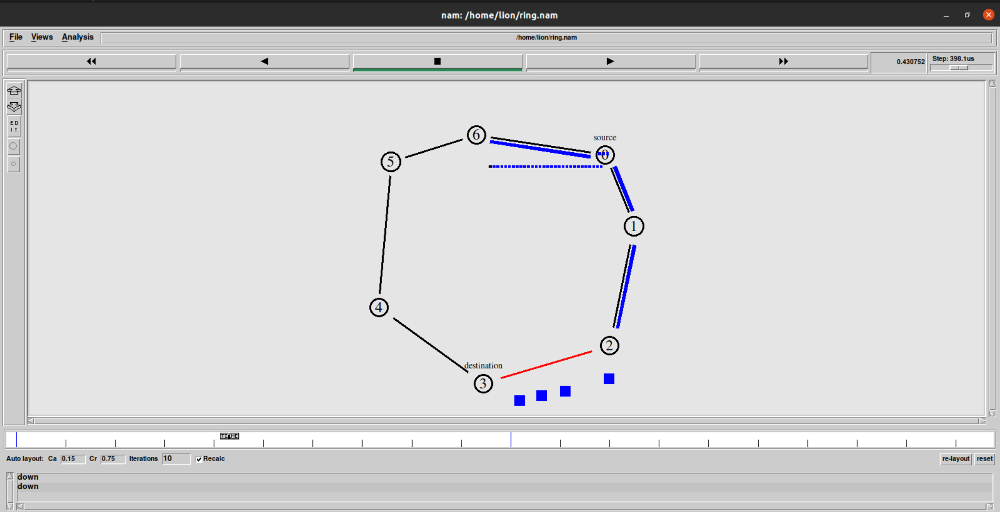 nam: /home/lion/ring.nam
File Views Analysis /home/lion/ring.nam
0.430752 Step: 398.1us
ED
IT
6
source
0
5
1
4
2
destination
3
TIME
Auto layout: Ca 0.15 Cr 0.75 Iterations 10 Recalc re-layout reset
down
down